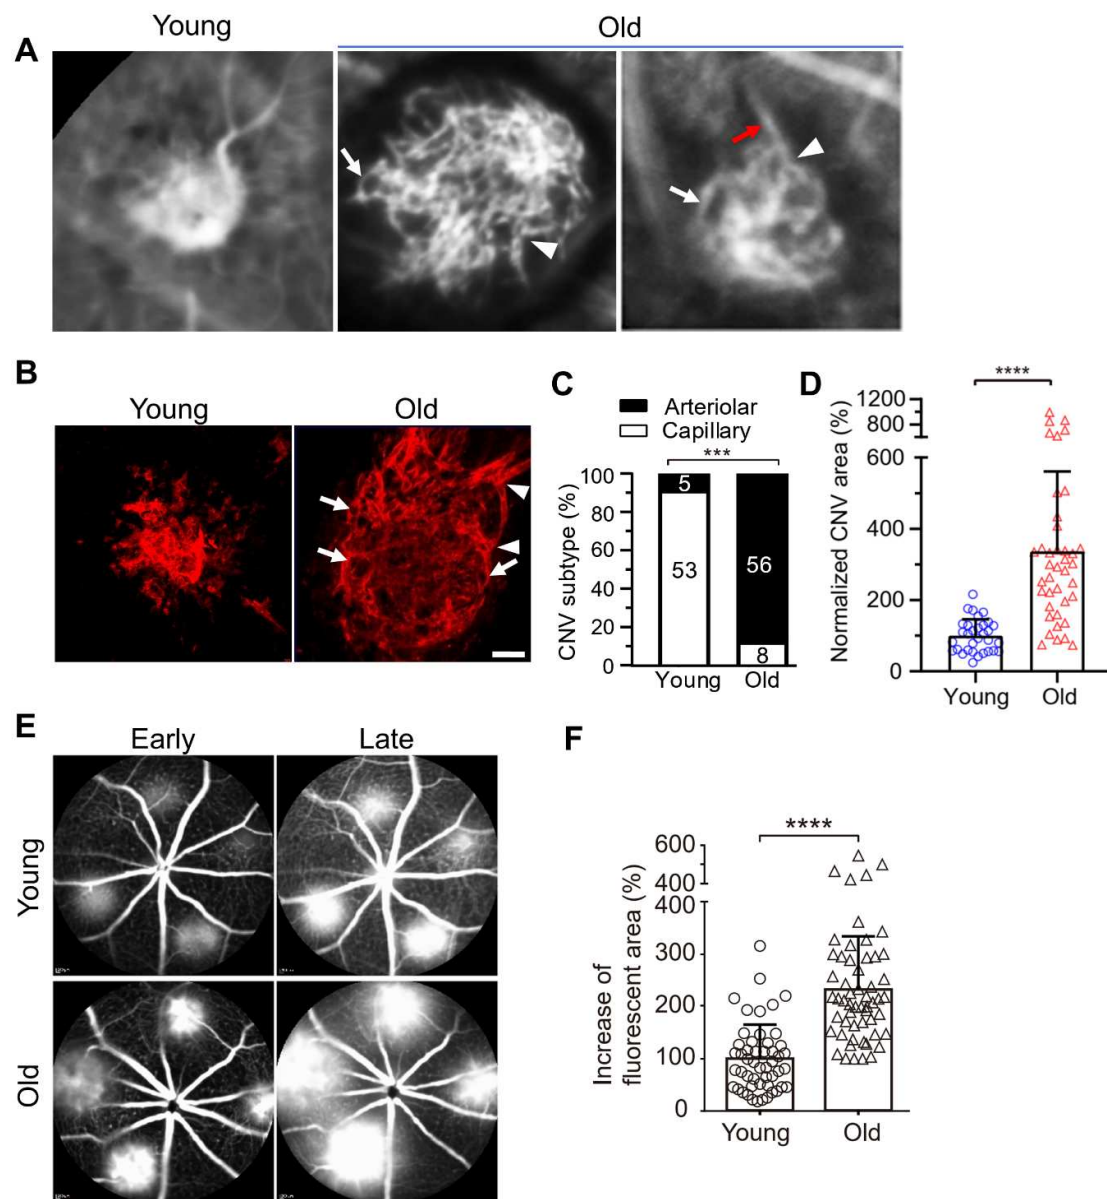 Young
Old
A
B
Young
Old
C
Arteriolar
Capillary
***
CNV subtype (%)
100
80
60
40
20
0
5
53
56
8
Young
Old
D
****
Normalized CNV area (%)
1200
800
600
400
200
0
Young
Old
E
Early
Late
Young
Old
F
****
Increase of
fluorescent area (%)
600
400
400
300
200
100
0
Young
Old